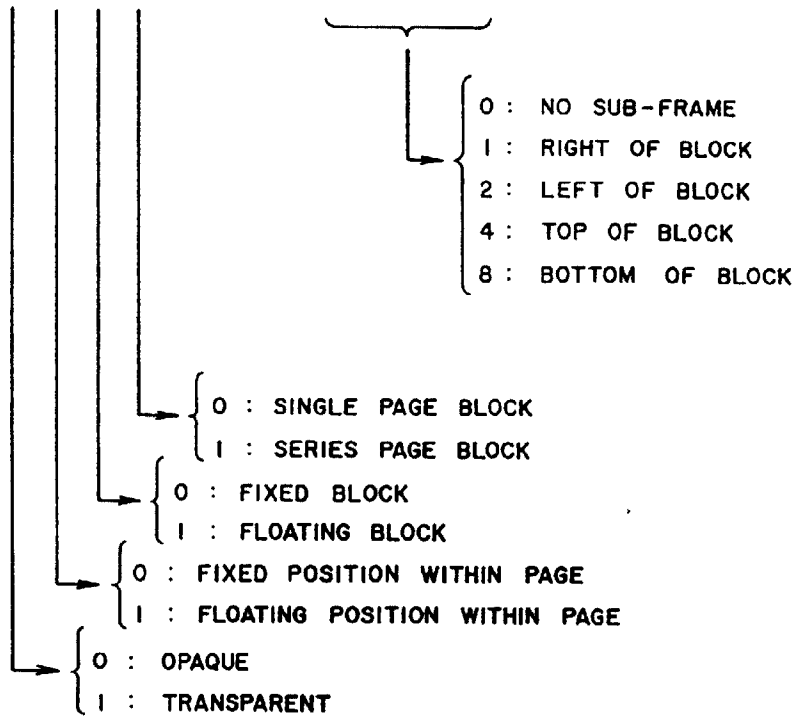 0 : NO SUB-FRAME
1 : RIGHT OF BLOCK
2 : LEFT OF BLOCK
4 : TOP OF BLOCK
8 : BOTTOM OF BLOCK
0 : SINGLE PAGE BLOCK
1 : SERIES PAGE BLOCK
0 : FIXED BLOCK
1 : FLOATING BLOCK
0 : FIXED POSITION WITHIN PAGE
1 : FLOATING POSITION WITHIN PAGE
0 : OPAQUE
1 : TRANSPARENT